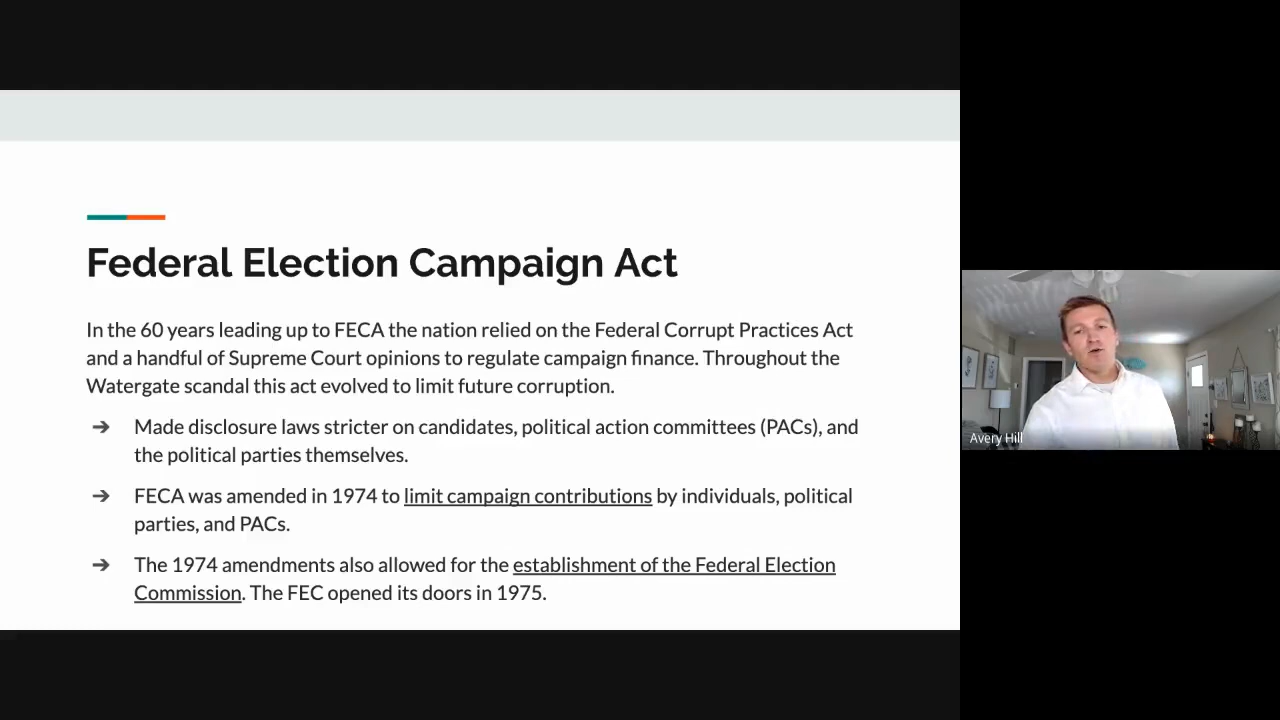 Federal Election Campaign Act
In the 60 years leading up to FECA the nation relied on the Federal Corrupt Practices Act
and a handful of Supreme Court opinions to regulate campaign finance. Throughout the
Watergate scandal this act evolved to limit future corruption.
➔ Made disclosure laws stricter on candidates, political action committees (PACs), and
the political parties themselves.
➔ FECA was amended in 1974 to limit campaign contributions by individuals, political
parties, and PACs.
➔ The 1974 amendments also allowed for the establishment of the Federal Election
Commission. The FEC opened its doors in 1975.
Avery Hill